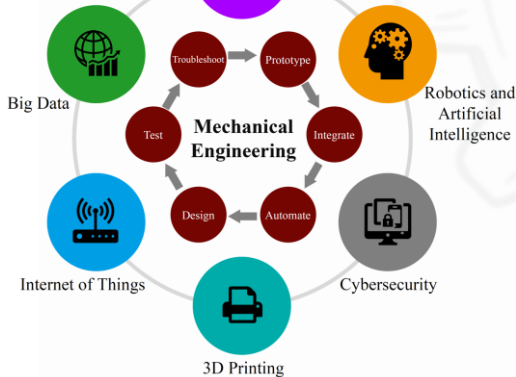 Troubleshoot
Prototype
Big Data
Robotics and
Artificial
Intelligence
Test
Mechanical
Engineering
Integrate
Design
Automate
Internet of Things
Cybersecurity
3D Printing